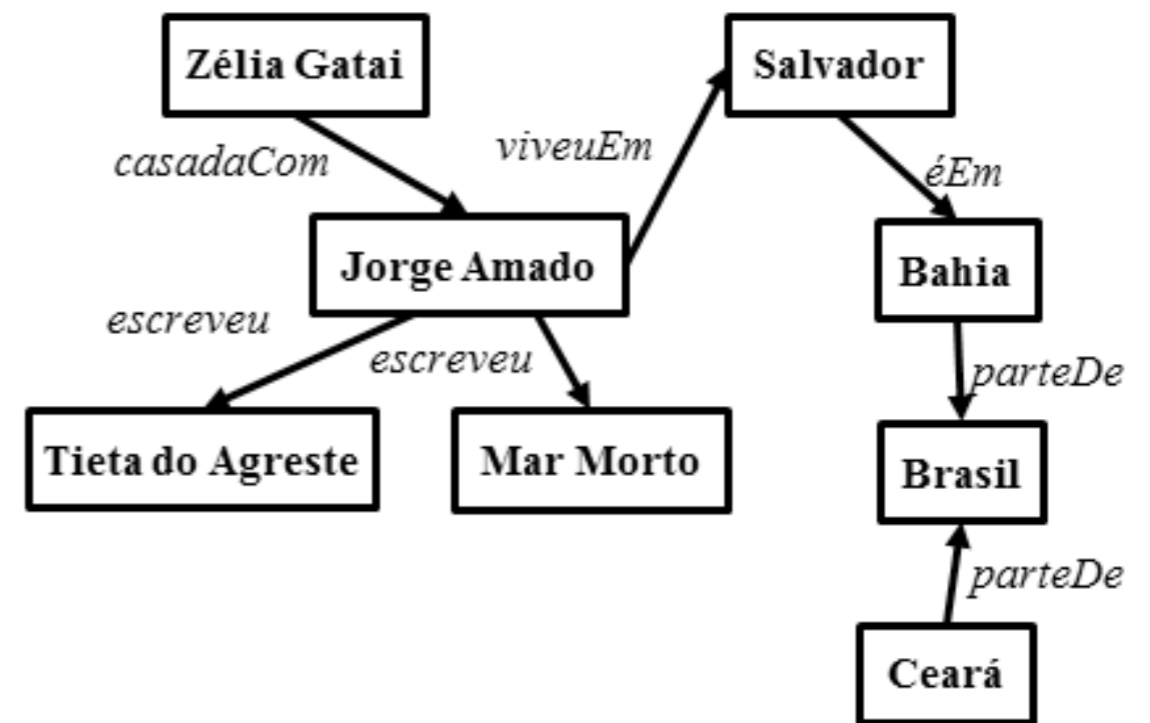 Zélia Gatai
Salvador
casadaCom
viveuEm
éEm
Jorge Amado
Bahia
escreveu
escreveu
parteDe
Tieta do Agreste
Mar Morto
Brasil
parteDe
Ceará